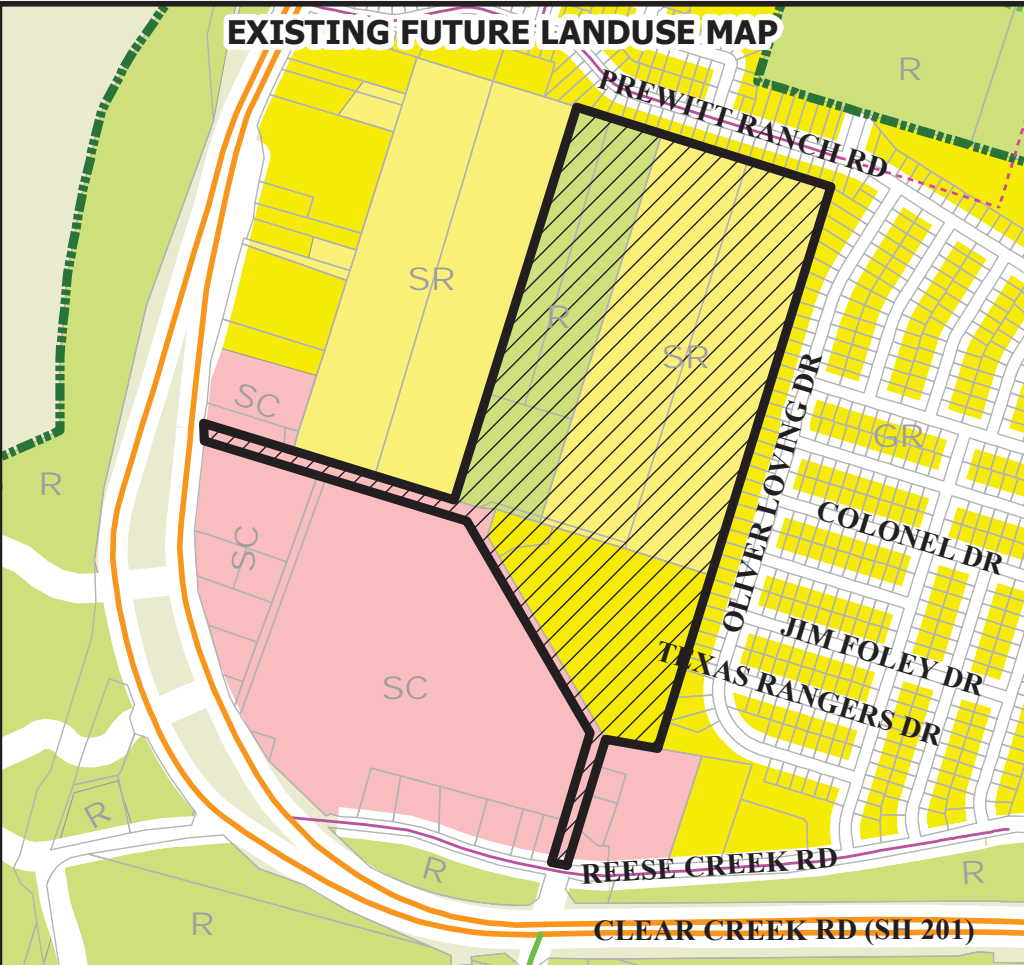 EXISTING FUTURE LANDUSE MAP
R
PREWITT RANCH RD
SR
R
SR
SC
OLIVER LOVING DR
GR
R
COLONEL DR
SC
JIM FOLEY DR
TEXAS RANGERS DR
SC
R
R
REESE CREEK RD
R
R
CLEAR CREEK RD (SH 201)